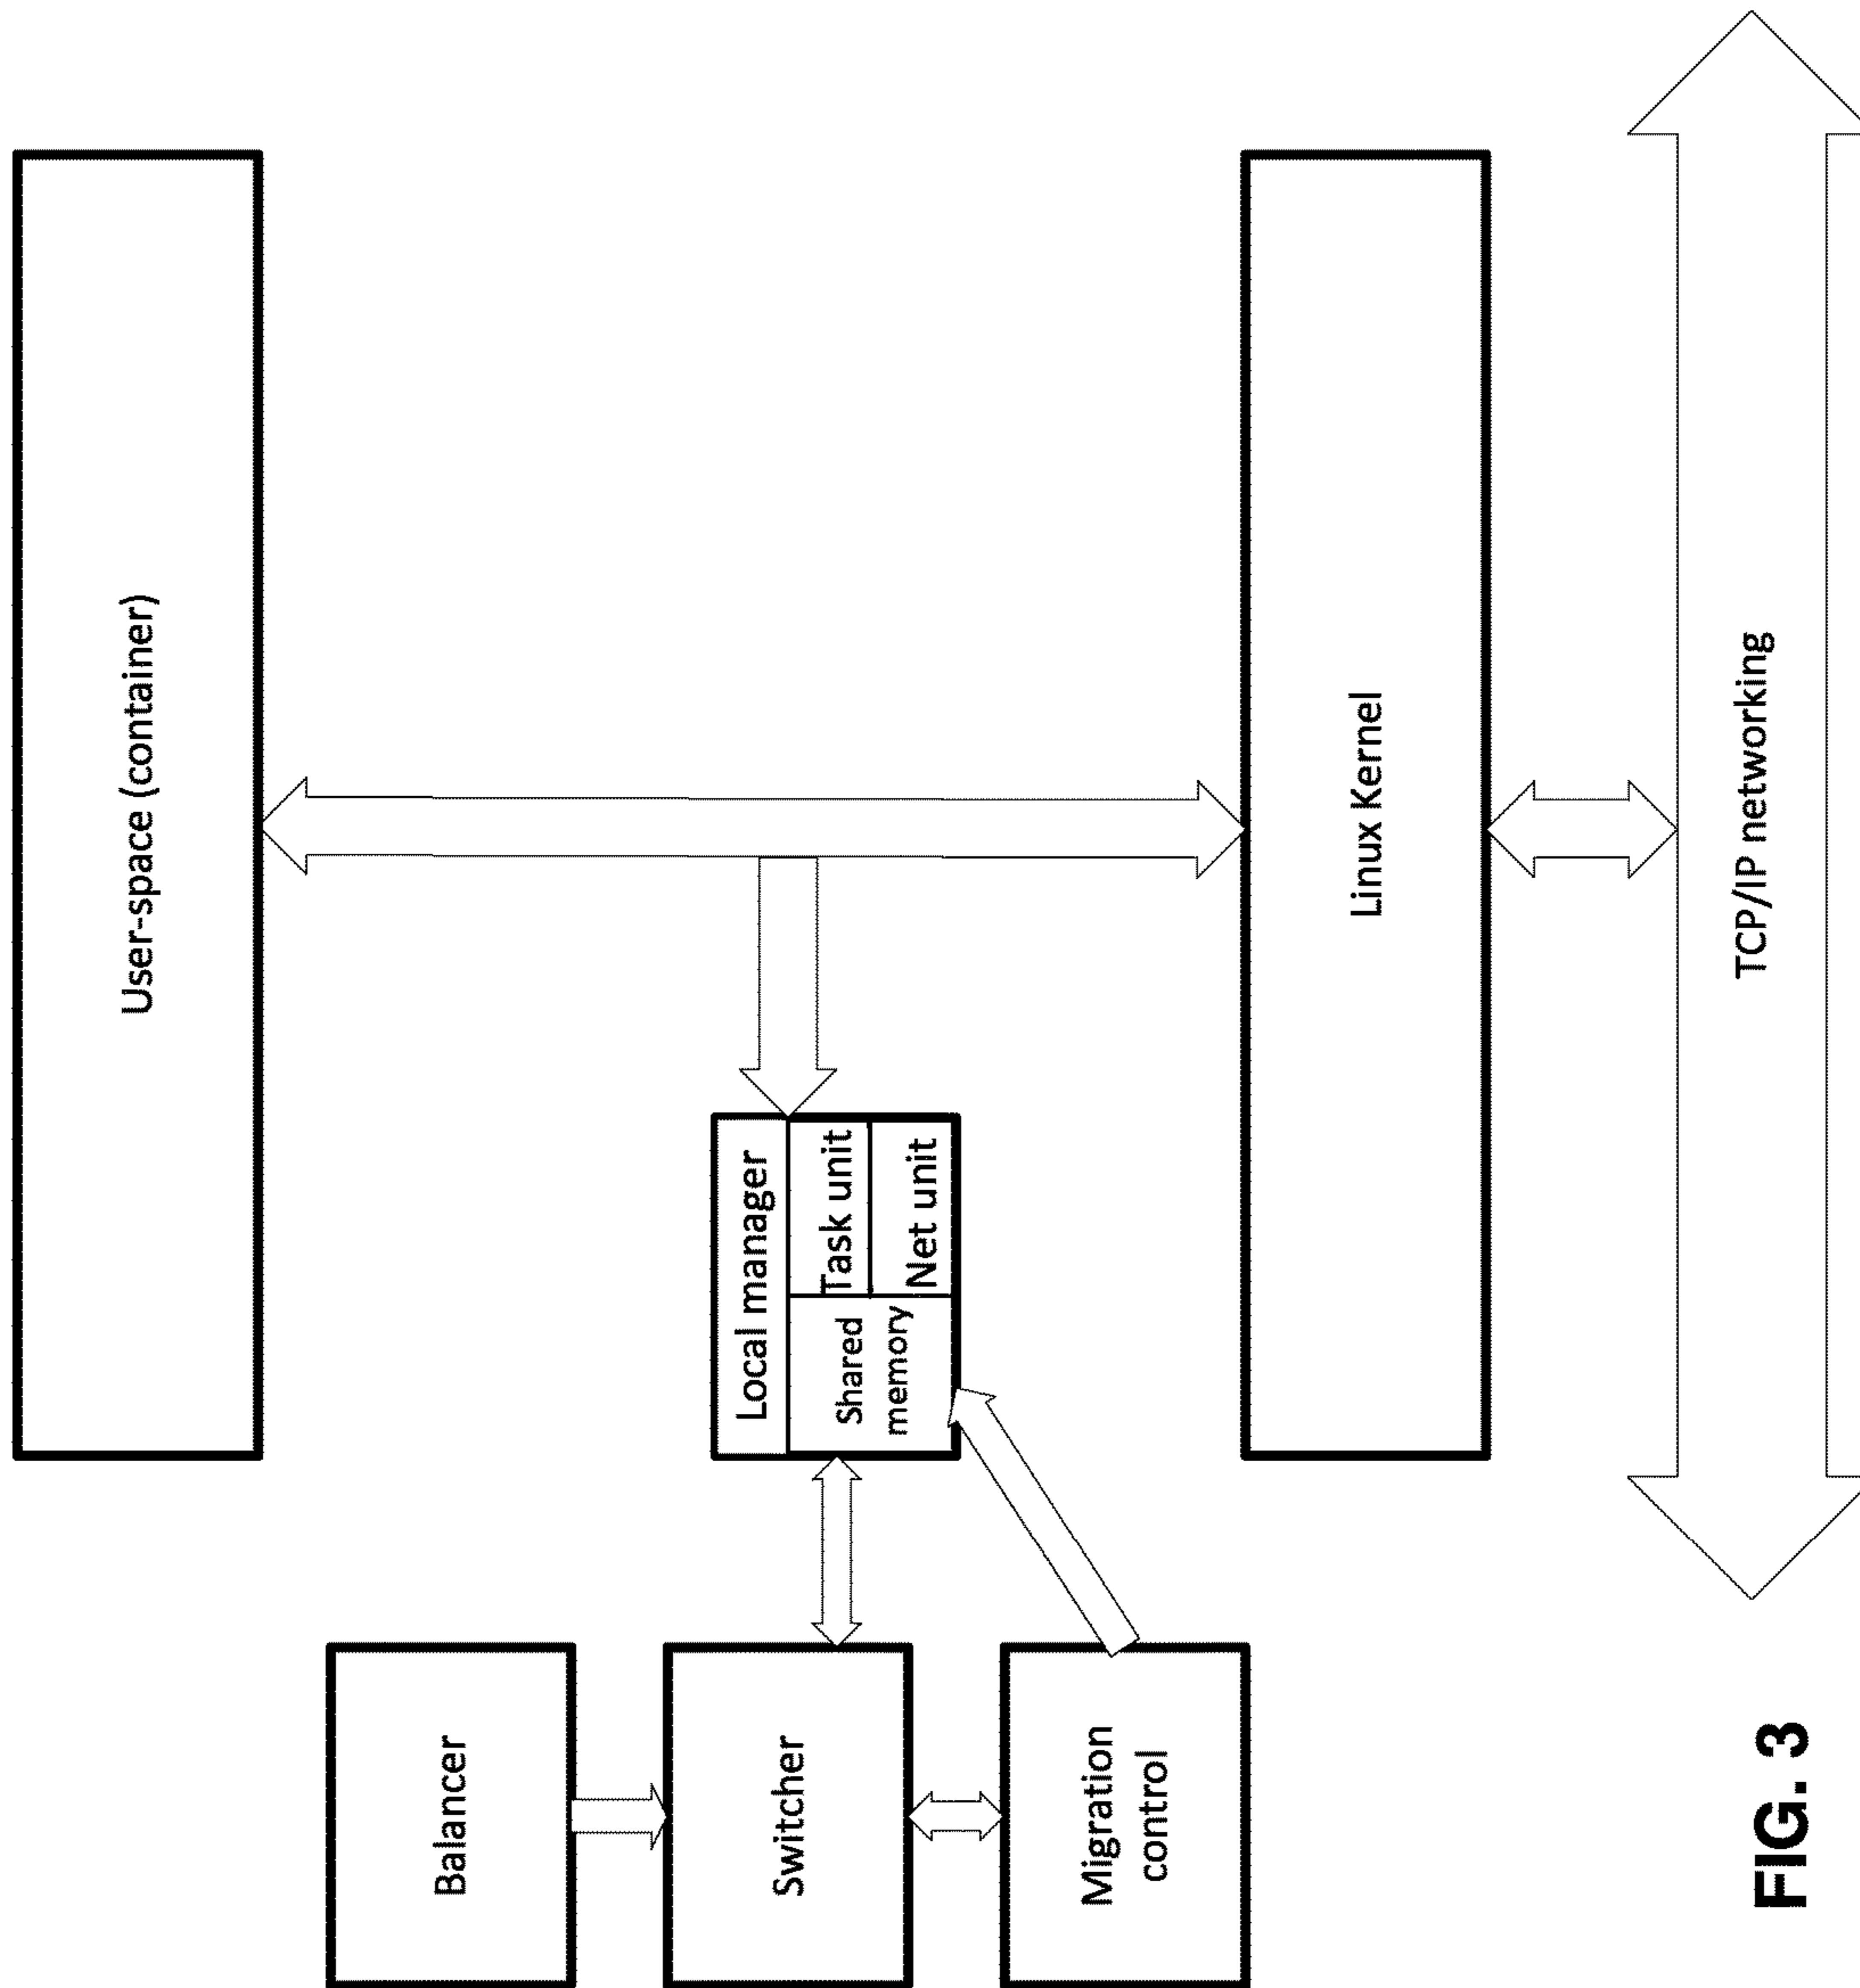 User-space (container)
Balancer
Local manager
Switcher
Shared
memory
Task unit
Net unit
Migration
control
Linux Kernel
TCP/IP networking
FIG. 3